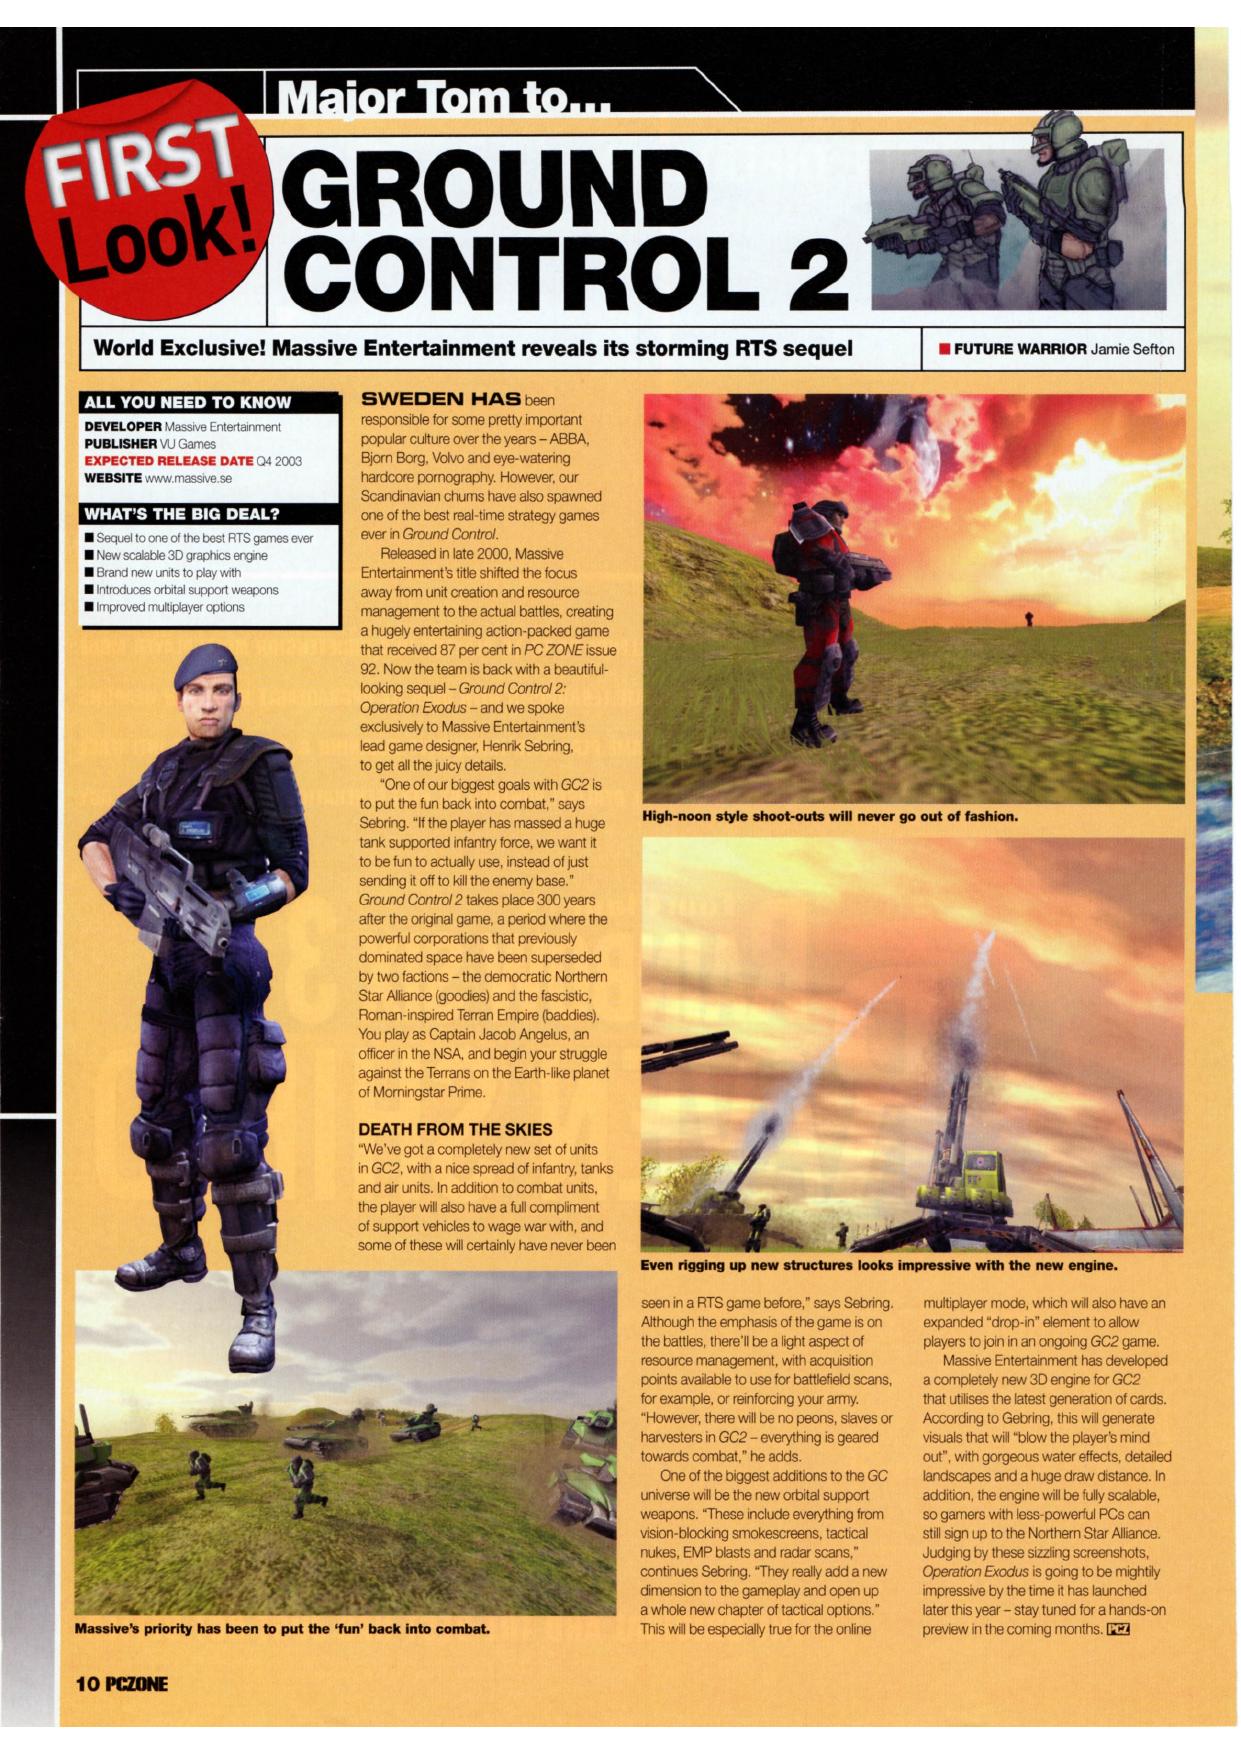 Major Tom to...
FIRST
Look!
GROUND
CONTROL 2
World Exclusive! Massive Entertainment reveals its storming RTS sequel
FUTURE WARRIOR Jamie Sefton
ALL YOU NEED TO KNOW
DEVELOPER Massive Entertainment
PUBLISHER VU Games
EXPECTED RELEASE DATE Q4 2003
WEBSITE www.massive.se
WHAT'S THE BIG DEAL?
■ Sequel to one of the best RTS games ever
■ New scalable 3D graphics engine
■ Brand new units to play with
■ Introduces orbital support weapons
■ Improved multiplayer options
SWEDEN HAS been
responsible for some pretty important
popular culture over the years – ABBA,
Bjorn Borg, Volvo and eye-watering
hardcore pornography. However, our
Scandinavian chums have also spawned
one of the best real-time strategy games
ever in Ground Control.
Released in late 2000, Massive
Entertainment's title shifted the focus
away from unit creation and resource
management to the actual battles, creating
a hugely entertaining action-packed game
that received 87 per cent in PC ZONE issue
92. Now the team is back with a beautiful-
looking sequel – Ground Control 2:
Operation Exodus – and we spoke
exclusively to Massive Entertainment's
lead game designer, Henrik Sebring,
to get all the juicy details.
"One of our biggest goals with GC2 is
to put the fun back into combat," says
Sebring. "If the player has massed a huge
tank supported infantry force, we want it
to be fun to actually use, instead of just
sending it off to kill the enemy base."
Ground Control 2 takes place 300 years
after the original game, a period where the
powerful corporations that previously
dominated space have been superseded
by two factions – the democratic Northern
Star Alliance (goodies) and the fascistic,
Roman-inspired Terran Empire (baddies).
You play as Captain Jacob Angelus, an
officer in the NSA, and begin your struggle
against the Terrans on the Earth-like planet
of Morningstar Prime.
DEATH FROM THE SKIES
"We've got a completely new set of units
in GC2, with a nice spread of infantry, tanks
and air units. In addition to combat units,
the player will also have a full compliment
of support vehicles to wage war with, and
some of these will certainly have never been
High-noon style shoot-outs will never go out of fashion.
Even rigging up new structures looks impressive with the new engine.
Massive's priority has been to put the 'fun' back into combat.
seen in a RTS game before," says Sebring.
Although the emphasis of the game is on
the battles, there'll be a light aspect of
resource management, with acquisition
points available to use for battlefield scans,
for example, or reinforcing your army.
"However, there will be no peons, slaves or
harvesters in GC2 – everything is geared
towards combat," he adds.
One of the biggest additions to the GC
universe will be the new orbital support
weapons. "These include everything from
vision-blocking smokescreens, tactical
nukes, EMP blasts and radar scans,"
continues Sebring. "They really add a new
dimension to the gameplay and open up
a whole new chapter of tactical options."
This will be especially true for the online
multiplayer mode, which will also have an
expanded "drop-in" element to allow
players to join in an ongoing GC2 game.
Massive Entertainment has developed
a completely new 3D engine for GC2
that utilises the latest generation of cards.
According to Gebring, this will generate
visuals that will "blow the player's mind
out", with gorgeous water effects, detailed
landscapes and a huge draw distance. In
addition, the engine will be fully scalable,
so gamers with less-powerful PCs can
still sign up to the Northern Star Alliance.
Judging by these sizzling screenshots,
Operation Exodus is going to be mightily
impressive by the time it has launched
later this year – stay tuned for a hands-on
preview in the coming months. PCZ
10 PCZONE